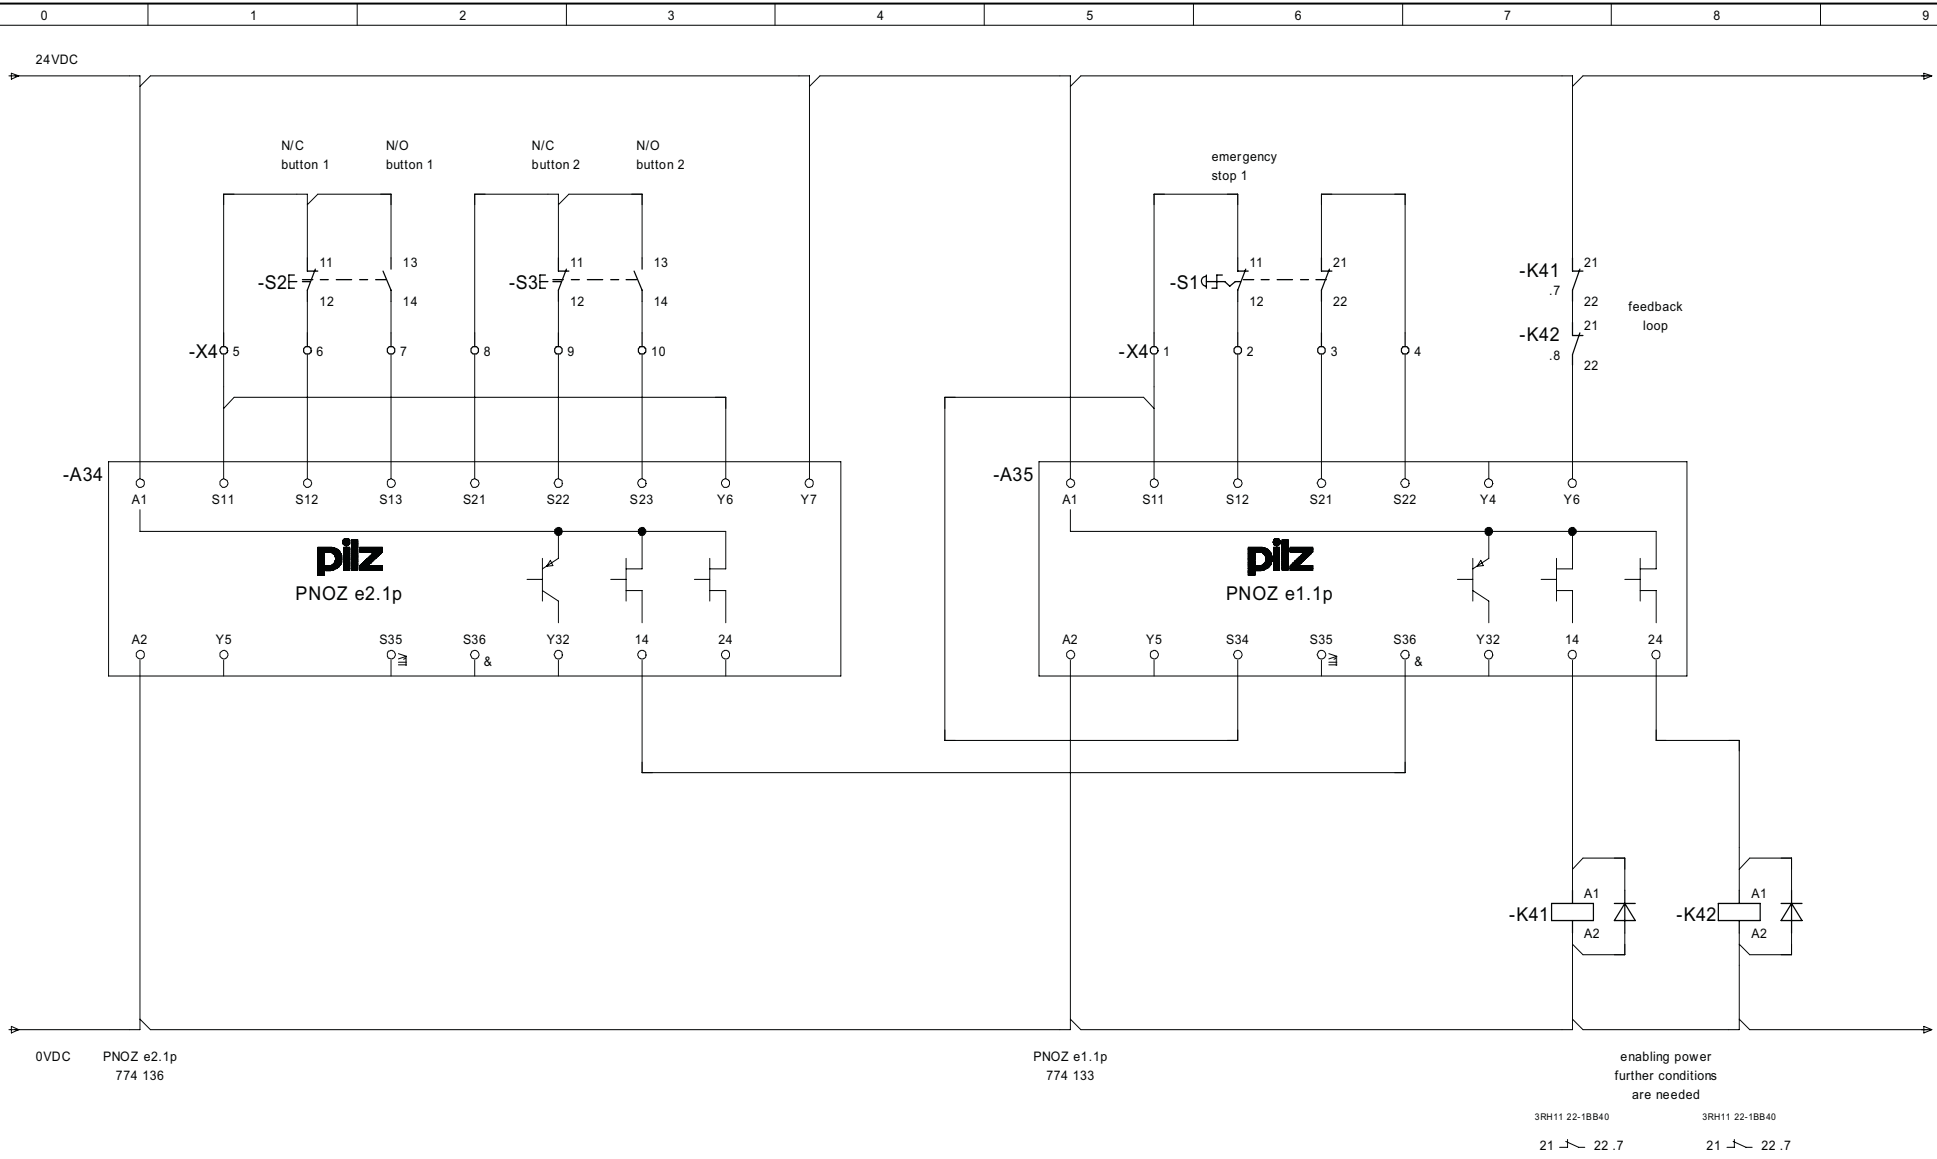 0 1 2 3 4 5 6 7 8 9
24VDC
N/C N/O N/C N/O
button 1 button 1 button 2 button 2
emergency
stop 1
11 13 11 13 11 21 21
-S2 -S3 -S1 -K41
.7
12 14 12 14 12 22 22
feedback
loop
21
-K42
.8
22
-X4 5 6 7 8 9 10 -X4 1 2 3 4
-A34 -A35
A1 S11 S12 S13 S21 S22 S23 Y6 Y7 A1 S11 S12 S21 S22 Y4 Y6
pilz pilz
PNOZ e2.1p PNOZ e1.1p
A2 Y5 S35 S36 Y32 14 24 A2 Y5 S34 S35 S36 Y32 14 24
& &
A1 A1
-K41 -K42
A2 A2
0VDC PNOZ e2.1p PNOZ e1.1p enabling power
774 136 774 133 further conditions
are needed
3RH11 22-1BB40 3RH11 22-1BB40
21 22 .7 21 22 .7